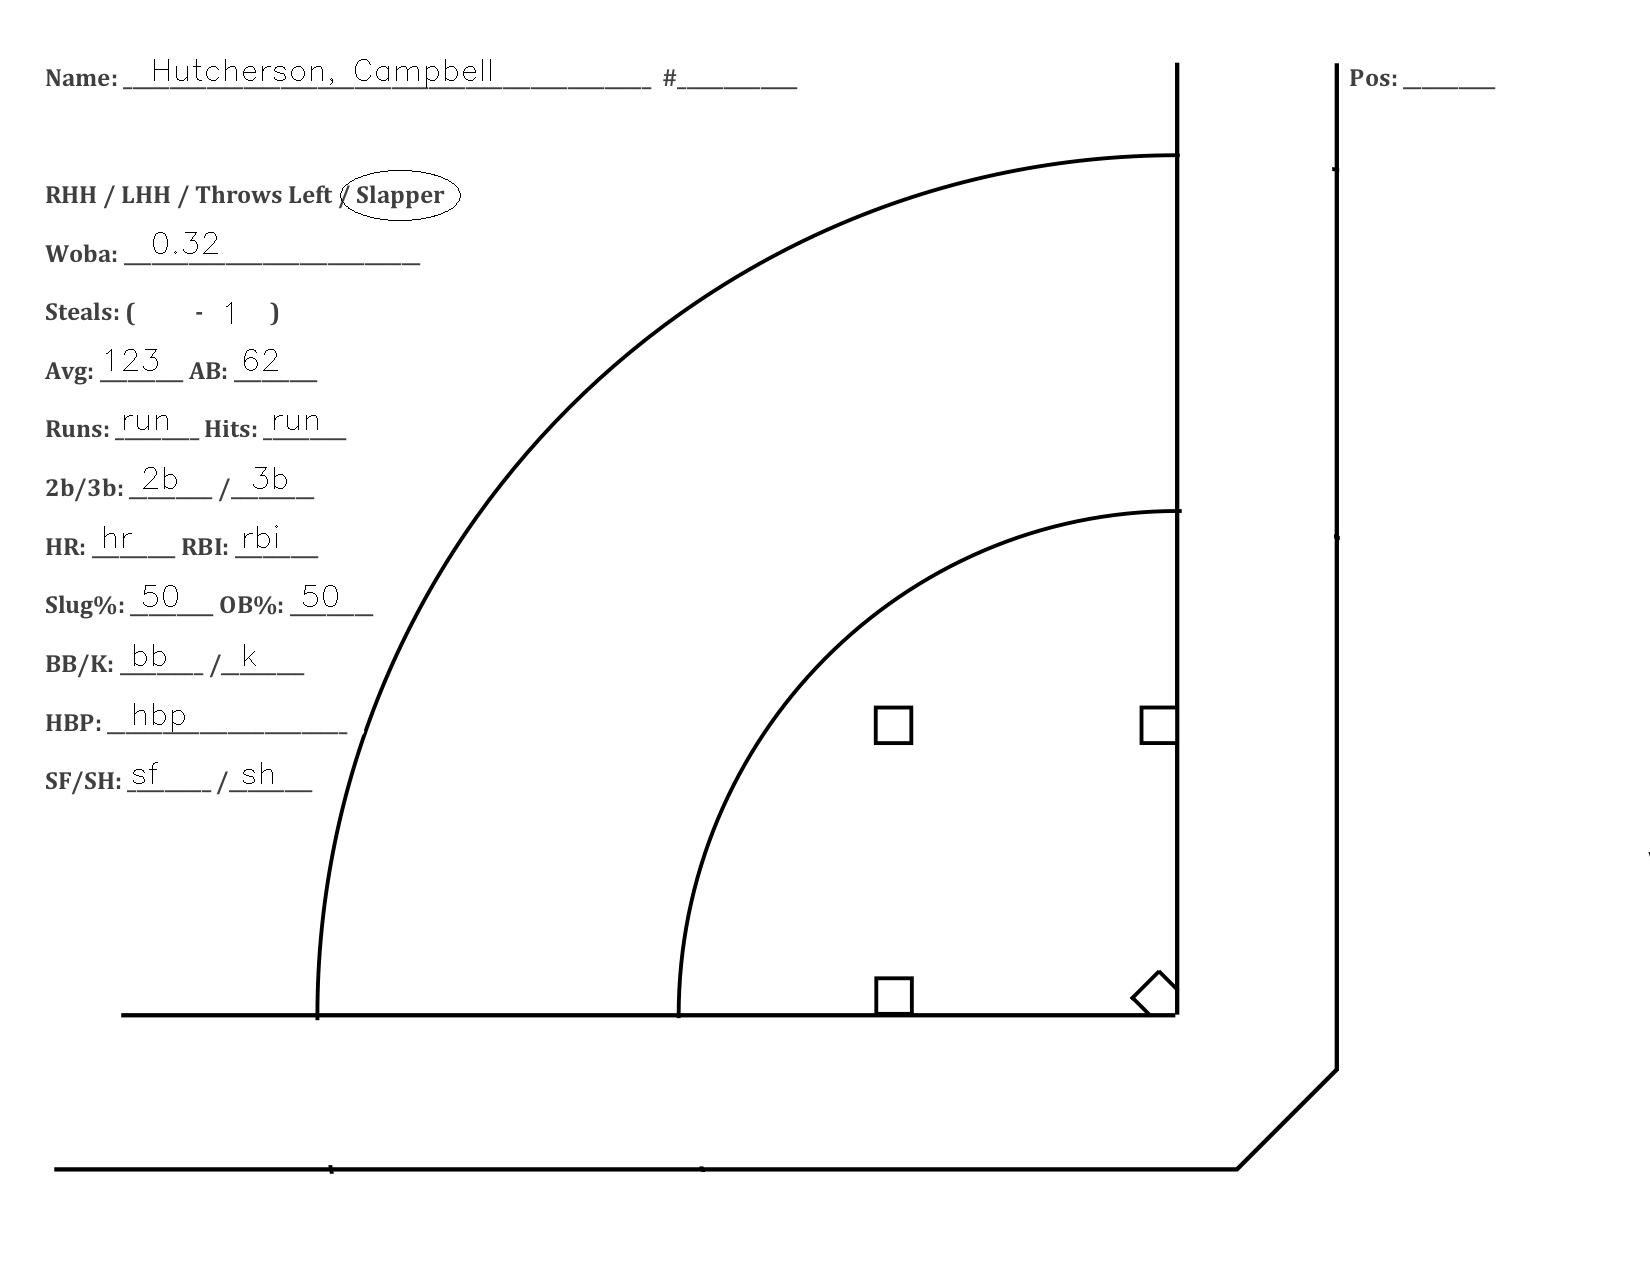 Name: Hutcherson, Campbell # Pos:
RHH / LHH / Throws Left / Slapper
Woba: 0.32
Steals: ( - 1 )
Avg: 123 AB: 62
Runs: run Hits: run
2b/3b: 2b / 3b
HR: hr RBI: rbi
Slug%: 50 OB%: 50
BB/K: bb / k
HBP: hbp
SF/SH: sf / sh